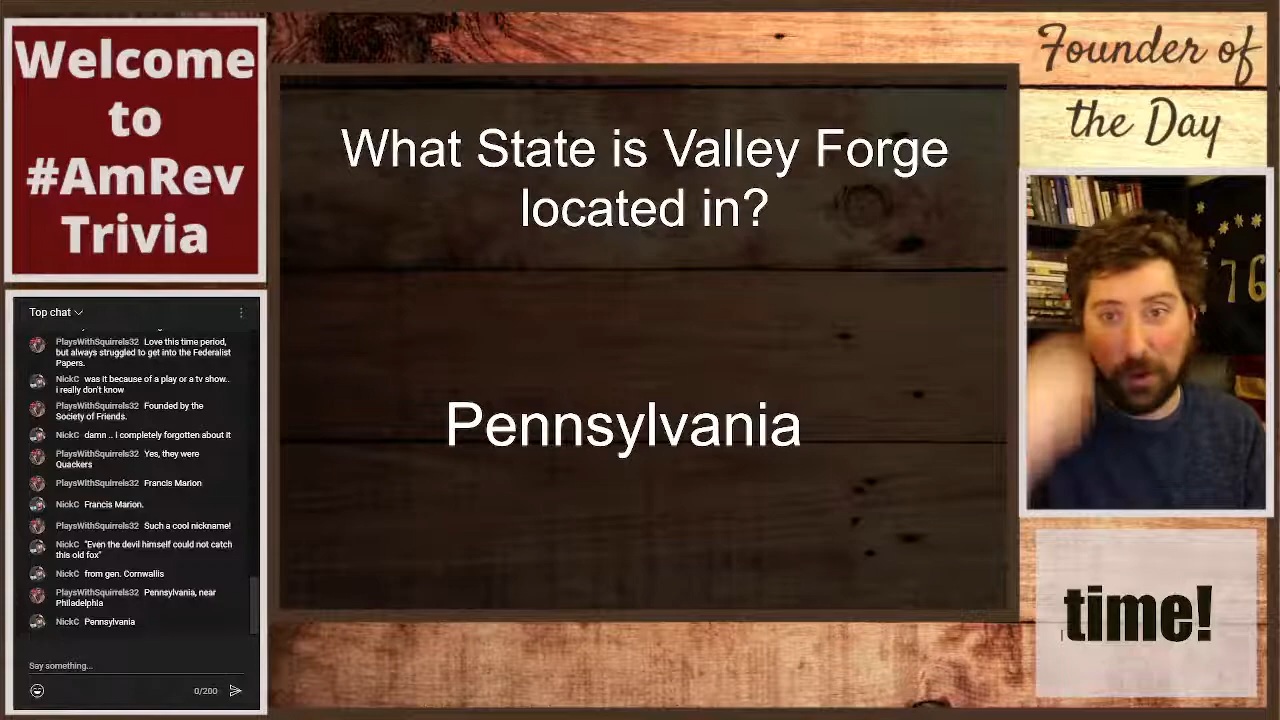 Welcome
to
#AmRev
Trivia
What State is Valley Forge
located in?
Pennsylvania
Founder of
the Day
76
time!
Top chat
PlaysWithSquirrels32 Love this time period,
but always struggled to get into the Federalist
Papers.
NickC was it because of a play or a tv show..
i really don't know
PlaysWithSquirrels32 Founded by the
Society of Friends.
NickC damn .. I completely forgotten about it
PlaysWithSquirrels32 Yes, they were
Quackers
PlaysWithSquirrels32 Francis Marion
NickC Francis Marion.
PlaysWithSquirrels32 Such a cool nickname!
NickC "Even the devil himself could not catch
this old fox"
NickC from gen. Cornwallis
PlaysWithSquirrels32 Pennsylvania, near
Philadelphia
NickC Pennsylvania
Say something...
0/200